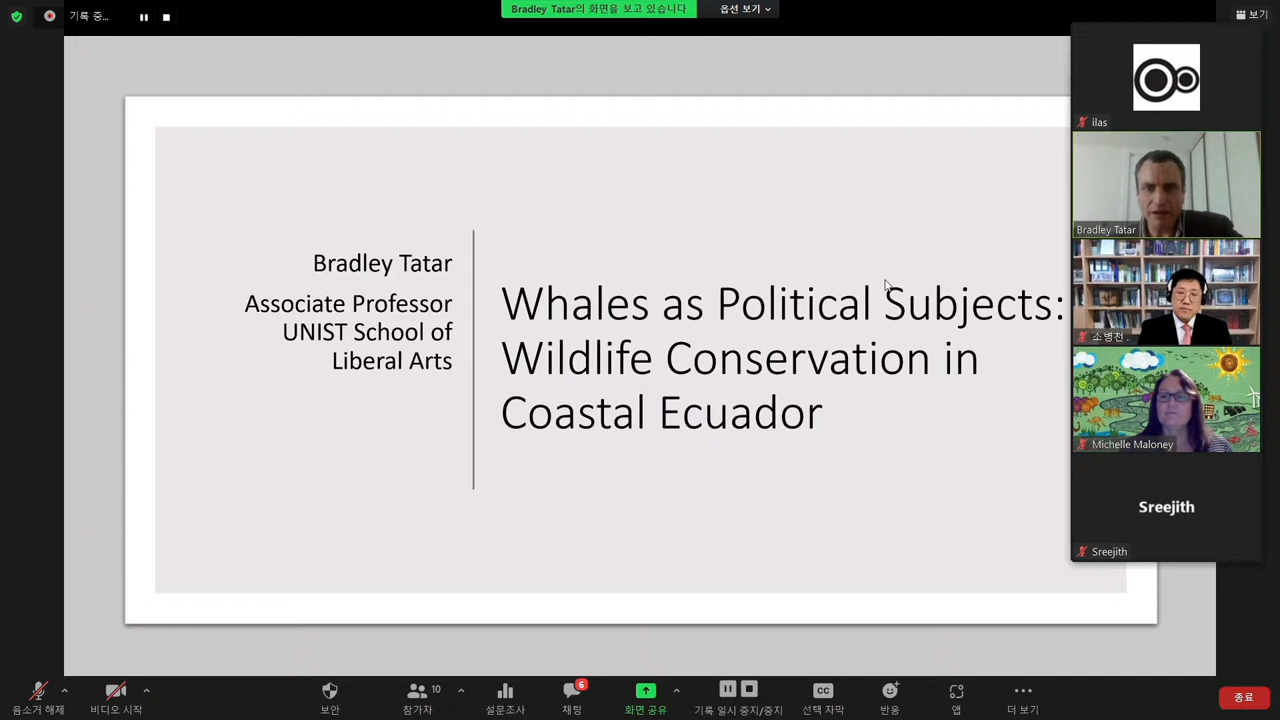 기록 중...
Bradley Tatar의 화면을 보고 있습니다
옵션 보기
보기
ilas
Bradley Tatar
소병천 .
Michelle Maloney
Sreejith
Sreejith
Bradley Tatar
Associate Professor
UNIST School of
Liberal Arts
Whales as Political Subjects:
Wildlife Conservation in
Coastal Ecuador
음소거 해제
비디오 시작
보안
10
참가자
설문조사
6
채팅
화면 공유
기록 일시 중지/중지
CC
선택 자막
반응
앱
더 보기
종료